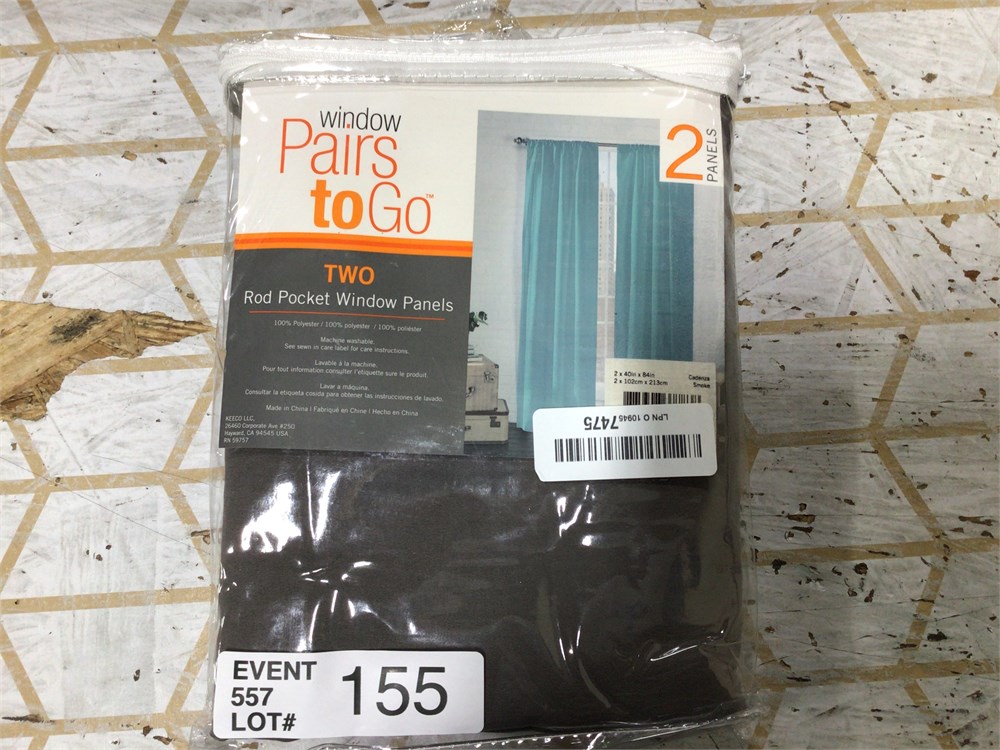 window
Pairs
to Go™
TWO
Rod Pocket Window Panels
100% Polyester / 100% polyester / 100% poliéster
Machine washable.
See sewn in care label for care instructions.
Lavable à la machine.
Pour tout information consulter l'etiquette sure le produit.
Lavar a máquina.
Consultar la etiqueta cosida para obtener las instrucciones de lavado.
Made in China / Fabriqué en Chine / Hecho en China
KEECO LLC,
26460 Corporate Ave #250
Hayward, CA 94545 USA
RN 59757
2
PANELS
2 x 40in x 84in
2 x 102cm x 213cm
Cadenza
Smoke
LPN O 10945
7475
EVENT
557
LOT#
155